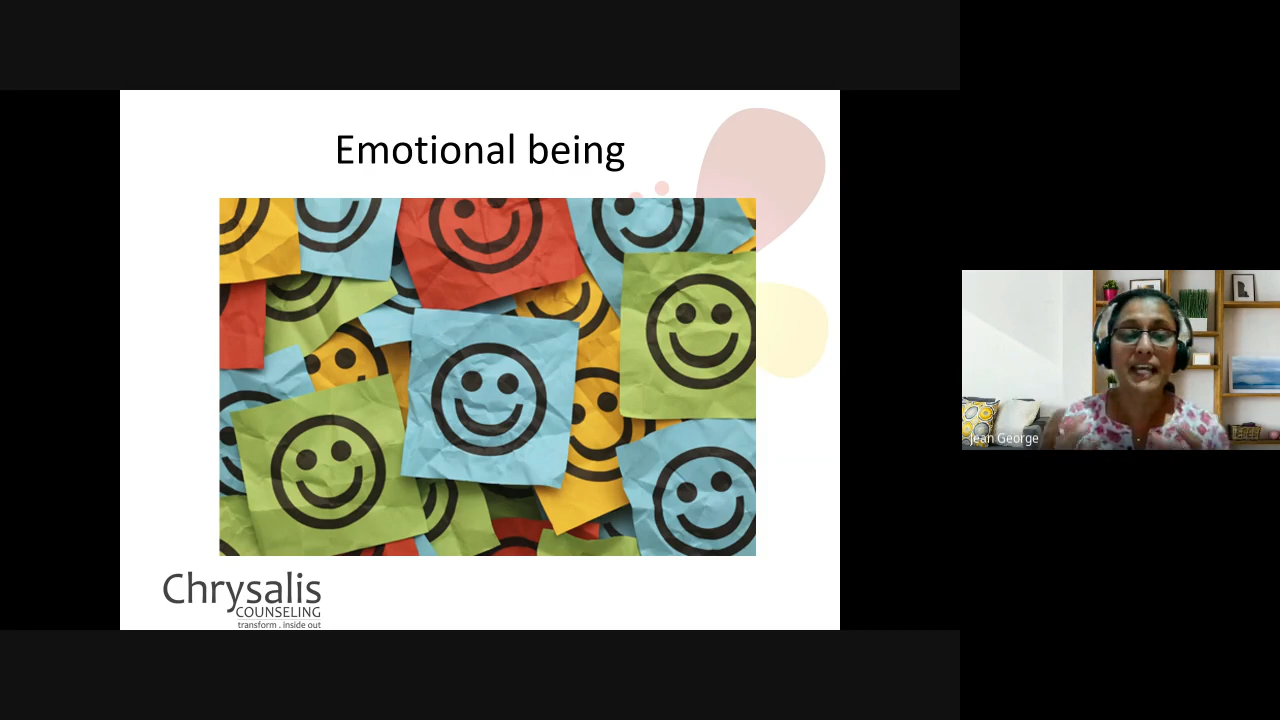 Emotional being
Chrysalis
COUNSELING
transform . inside out
Jean George